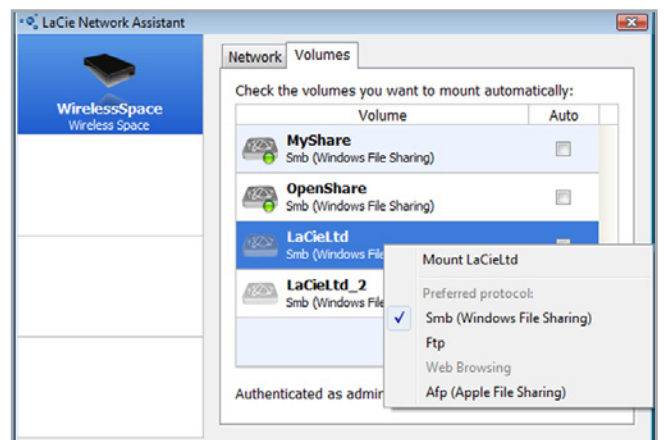 LaCie Network Assistant
WirelessSpace
Wireless Space
Network Volumes
Check the volumes you want to mount automatically:
Volume Auto
MyShare
Smb (Windows File Sharing)
OpenShare
Smb (Windows File Sharing)
LaCieLtd
Smb (Windows File
LaCieLtd_2
Smb (Windows File
Mount LaCieLtd
Preferred protocol:
Smb (Windows File Sharing)
Ftp
Web Browsing
Afp (Apple File Sharing)
Authenticated as admin